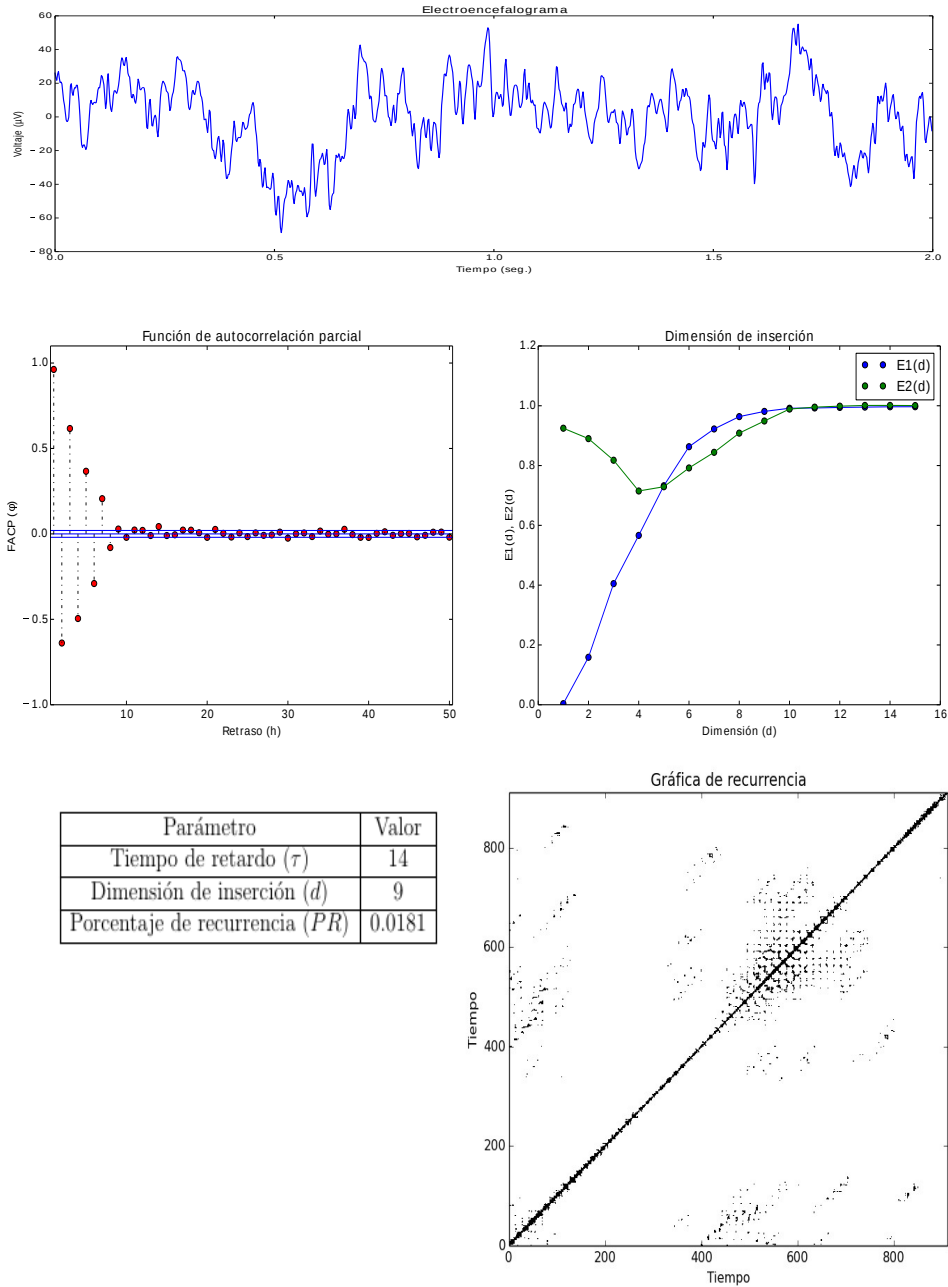 Electroencefalograma
60
40
20
0
−20
−40
−60
−80
Voltaje (μV)
0.0 0.5 1.0 1.5 2.0
Tiempo (seg.)
Función de autocorrelación parcial
1.0
0.5
0.0
−0.5
−1.0
FACP (φ)
10 20 30 40 50
Retraso (h)
Dimensión de inserción
1.2
1.0
0.8
0.6
0.4
0.2
0.0
E1(d), E2(d)
E1(d)
E2(d)
0 2 4 6 8 10 12 14 16
Dimensión (d)
Parámetro Valor
Tiempo de retardo (τ) 14
Dimensión de inserción (d) 9
Porcentaje de recurrencia (PR) 0.0181
Gráfica de recurrencia
800
600
400
200
0
Tiempo
0 200 400 600 800
Tiempo